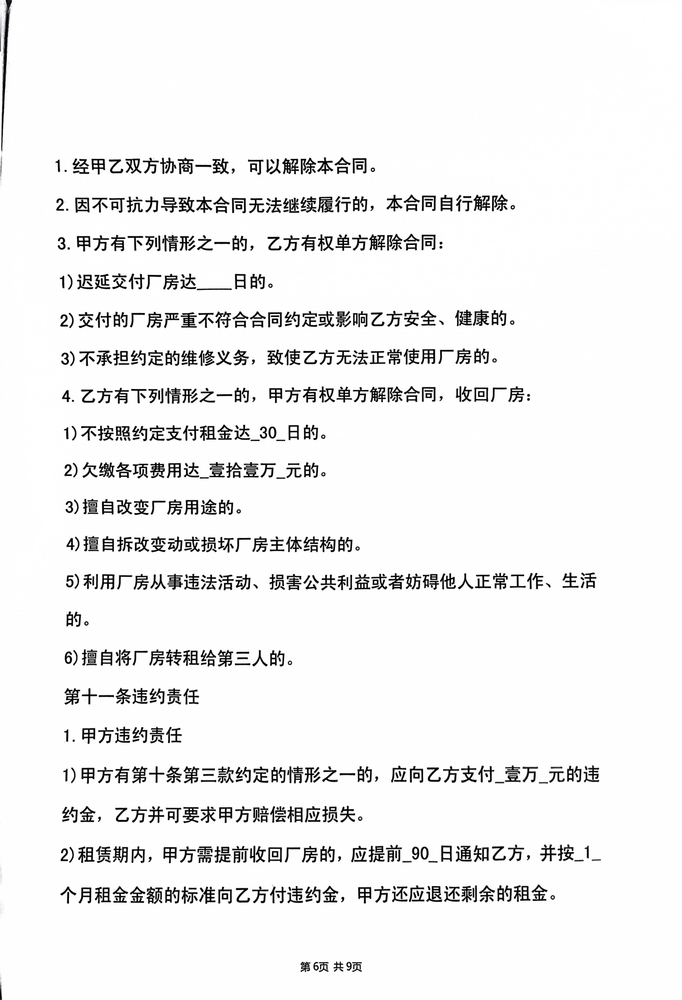 1. 经甲乙双方协商一致，可以解除本合同。
2. 因不可抗力导致本合同无法继续履行的，本合同自行解除。
3. 甲方有下列情形之一的，乙方有权单方解除合同：
1)迟延交付厂房达____日的。
2)交付的厂房严重不符合合同约定或影响乙方安全、健康的。
3)不承担约定的维修义务，致使乙方无法正常使用厂房的。
4. 乙方有下列情形之一的，甲方有权单方解除合同，收回厂房：
1)不按照约定支付租金达_30_日的。
2)欠缴各项费用达_壹拾壹万_元的。
3)擅自改变厂房用途的。
4)擅自拆改变动或损坏厂房主体结构的。
5)利用厂房从事违法活动、损害公共利益或者妨碍他人正常工作、生活
的。
6)擅自将厂房转租给第三人的。
第十一条违约责任
1. 甲方违约责任
1)甲方有第十条第三款约定的情形之一的，应向乙方支付_壹万_元的违
约金，乙方并可要求甲方赔偿相应损失。
2)租赁期内，甲方需提前收回厂房的，应提前_90_日通知乙方，并按_1_
个月租金金额的标准向乙方付违约金，甲方还应退还剩余的租金。
第6页 共9页